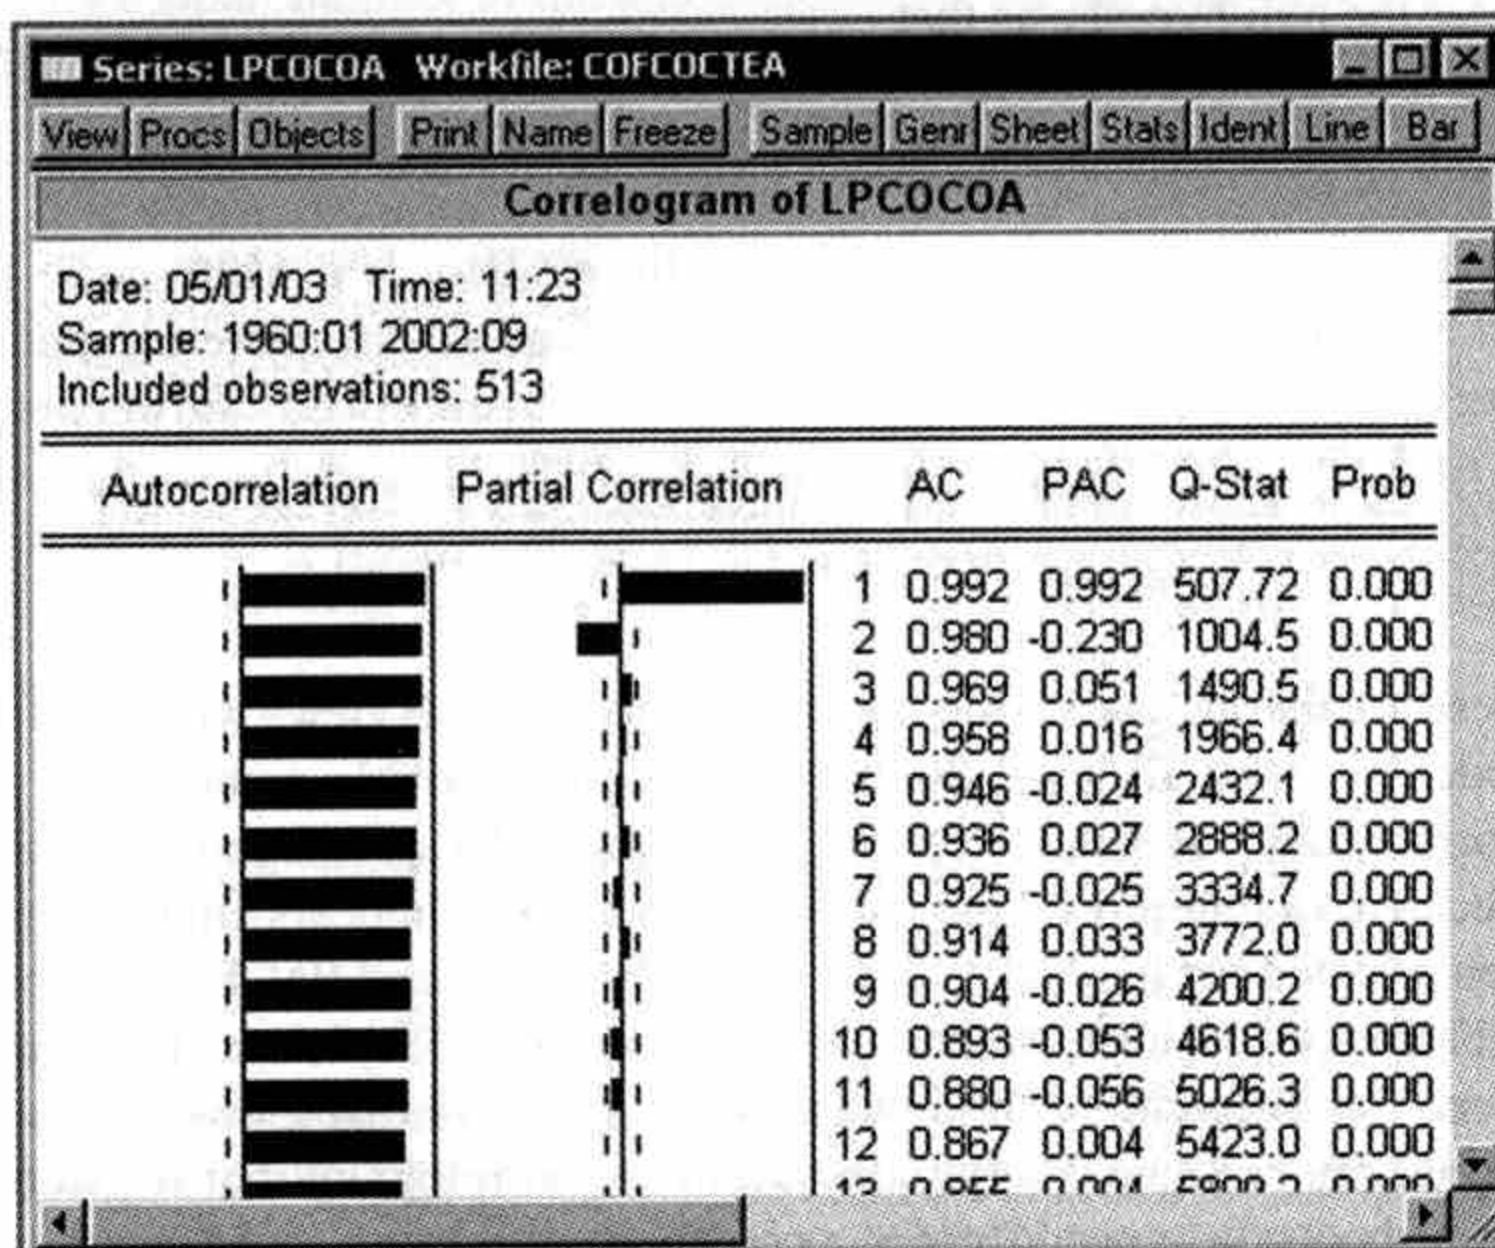 Series: LPCOCOA Workfile: COFCOCTEA
View Procs Objects Print Name Freeze Sample Genr Sheet Stats Ident Line Bar
Correlogram of LPCOCOA
Date: 05/01/03 Time: 11:23
Sample: 1960:01 2002:09
Included observations: 513
Autocorrelation Partial Correlation AC PAC Q-Stat Prob
1 0.992 0.992 507.72 0.000
2 0.980 -0.230 1004.5 0.000
3 0.969 0.051 1490.5 0.000
4 0.958 0.016 1966.4 0.000
5 0.946 -0.024 2432.1 0.000
6 0.936 0.027 2888.2 0.000
7 0.925 -0.025 3334.7 0.000
8 0.914 0.033 3772.0 0.000
9 0.904 -0.026 4200.2 0.000
10 0.893 -0.053 4618.6 0.000
11 0.880 -0.056 5026.3 0.000
12 0.867 0.004 5423.0 0.000
13 0.855 0.004 0.000